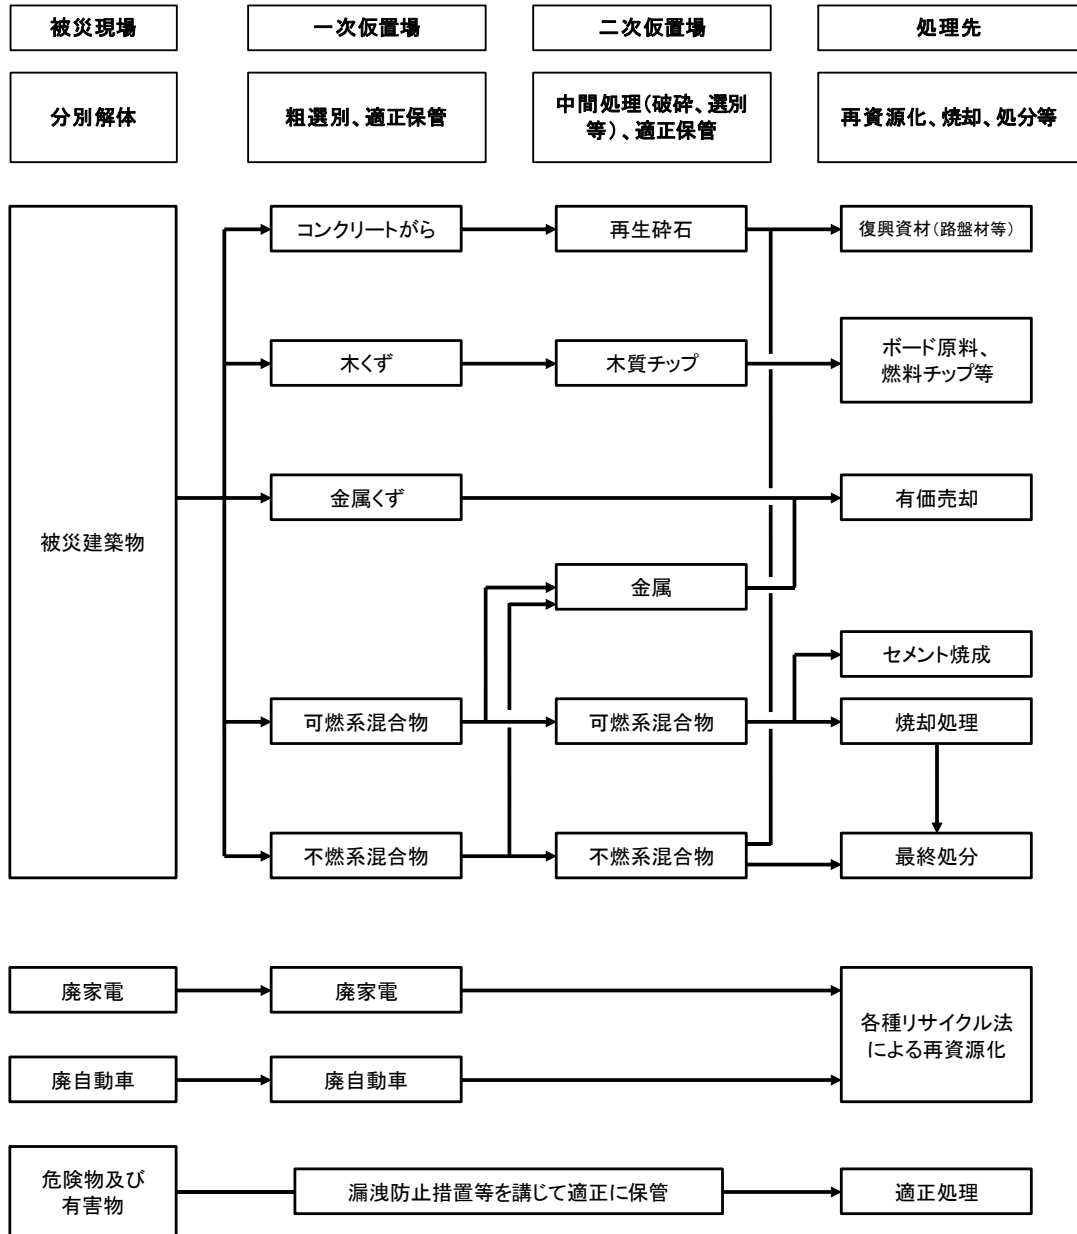 被災現場
一次仮置場
二次仮置場
処理先
分別解体
粗選別、適正保管
中間処理(破砕、選別
等)、適正保管
再資源化、焼却、処分等
コンクリートがら
再生砕石
復興資材(路盤材等)
木くず
木質チップ
ボード原料、
燃料チップ等
金属くず
有価売却
被災建築物
金属
セメント焼成
可燃系混合物
可燃系混合物
焼却処理
不燃系混合物
不燃系混合物
最終処分
廃家電
廃家電
各種リサイクル法
による再資源化
廃自動車
廃自動車
危険物及び
有害物
漏洩防止措置等を講じて適正に保管
適正処理